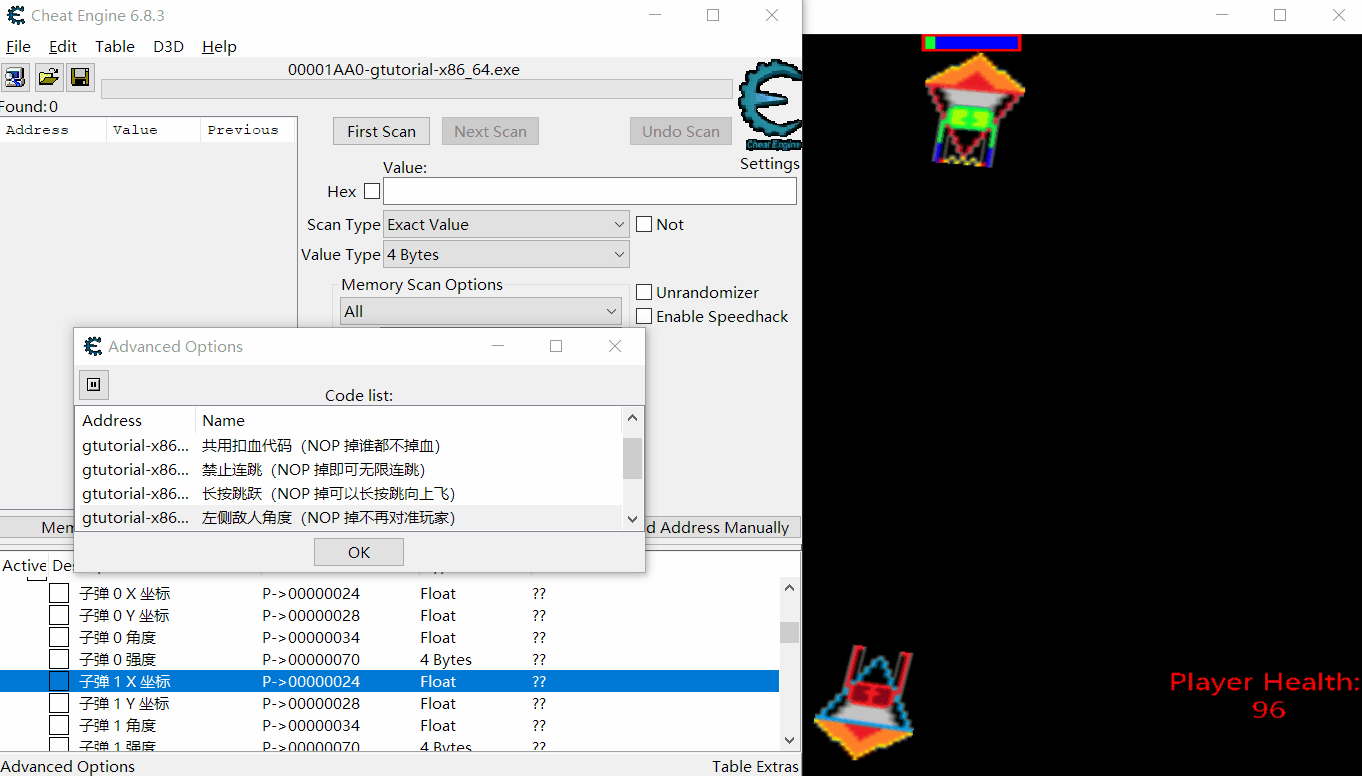 Cheat Engine 6.8.3
File Edit Table D3D Help
00001AA0-gtutorial-x86_64.exe
Found:0
Address Value Previous
First Scan Next Scan Undo Scan
Cheat Engine
Settings
Value:
Hex
Scan Type Exact Value Not
Value Type 4 Bytes
Memory Scan Options
All
Unrandomizer
Enable Speedhack
Advanced Options
Code list:
Address Name
gtutorial-x86... 共用扣血代码（NOP 掉谁都不掉血）
gtutorial-x86... 禁止连跳（NOP 掉即可无限连跳）
gtutorial-x86... 长按跳跃（NOP 掉可以长按跳向上飞）
gtutorial-x86... 左侧敌人角度（NOP 掉不再对准玩家）
OK
Mem
d Address Manually
Active Des
子弹 0 X 坐标 P->00000024 Float ??
子弹 0 Y 坐标 P->00000028 Float ??
子弹 0 角度 P->00000034 Float ??
子弹 0 强度 P->00000070 4 Bytes ??
子弹 1 X 坐标 P->00000024 Float ??
子弹 1 Y 坐标 P->00000028 Float ??
子弹 1 角度 P->00000034 Float ??
子弹 1 强度 P->00000070 4 Bytes ??
Advanced Options Table Extras
Player Health:
96